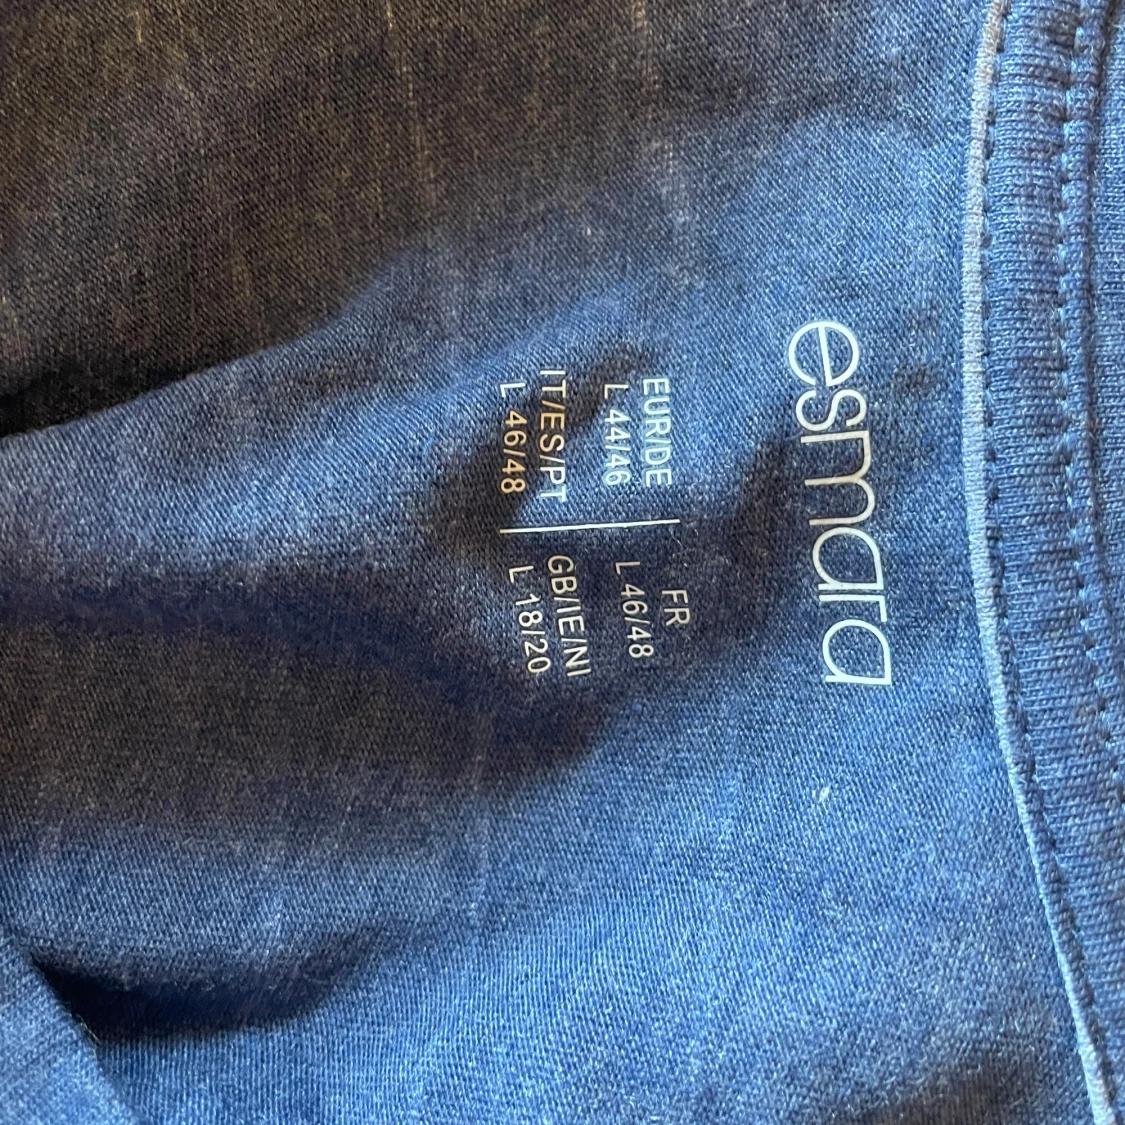 esmara
EUR/DE
L 44/46
FR
L 46/48
IT/ES/PT
L 46/48
GB/IE/NI
L 18/20